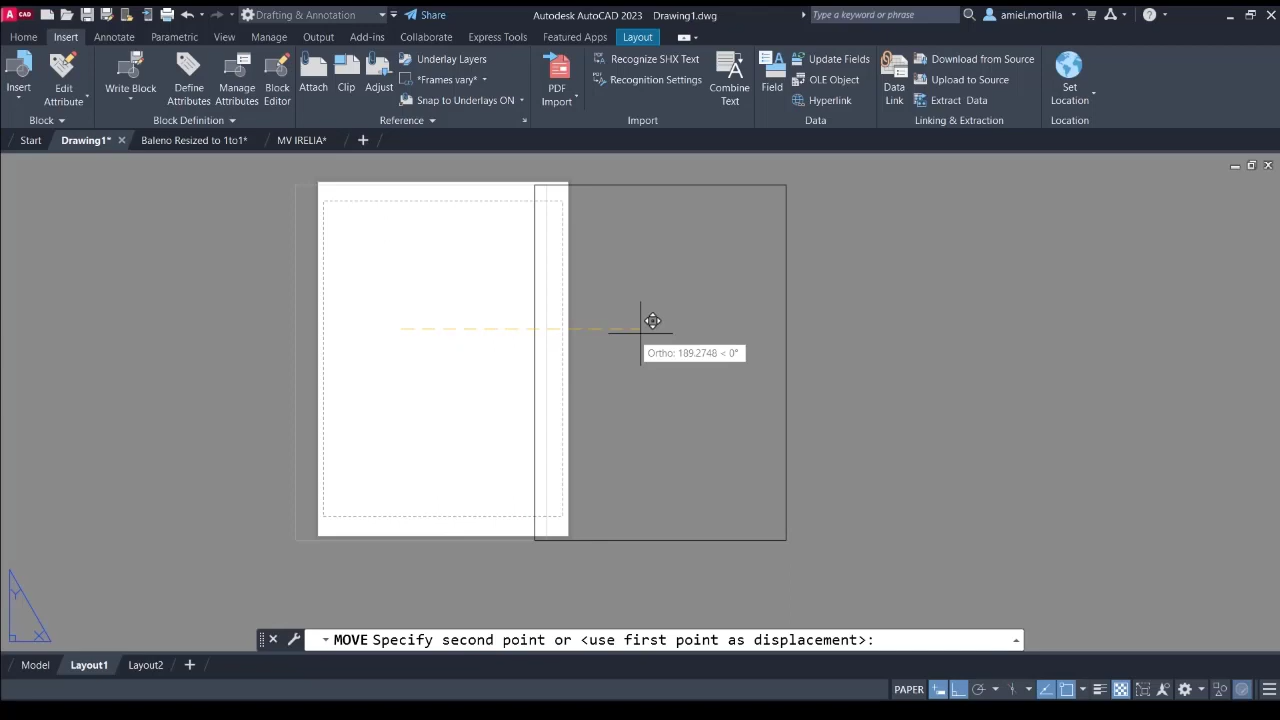 A CAD
Drafting & Annotation
Share
Autodesk AutoCAD 2023 Drawing1.dwg
Type a keyword or phrase
amiel.mortilla
Home Insert Annotate Parametric View Manage Output Add-ins Collaborate Express Tools Featured Apps Layout
Insert
Edit
Attribute
Write Block
Define
Attributes
Manage
Attributes
Block
Editor
Attach
Clip
Adjust
Underlay Layers
*Frames vary*
Snap to Underlays ON
PDF
Import
Recognize SHX Text
Recognition Settings
Combine
Text
Field
Update Fields
OLE Object
Hyperlink
Data
Link
Download from Source
Upload to Source
Extract Data
Set
Location
Block
Block Definition
Reference
Import
Data
Linking & Extraction
Location
Start Drawing1* Baleno Resized to 1to1* MV IRELIA*
Ortho: 189.2748 < 0°
Y
X
MOVE Specify second point or <use first point as displacement>:
Model Layout1 Layout2
PAPER